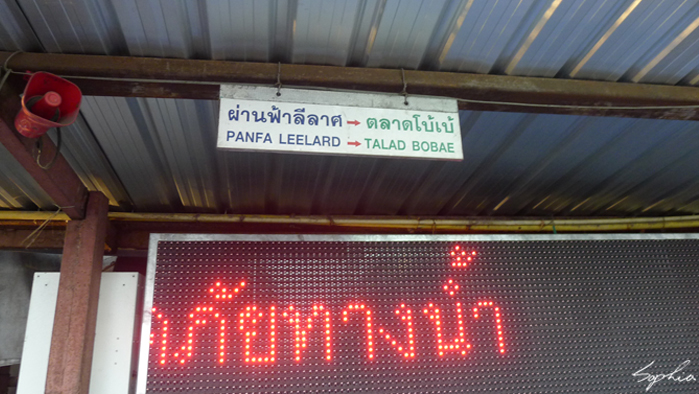 ผ่านฟ้าลีลาศ → ตลาดโบ้เบ้
PANFA LEELARD → TALAD BOBAE
ภัยทางน้ำ
Sophia